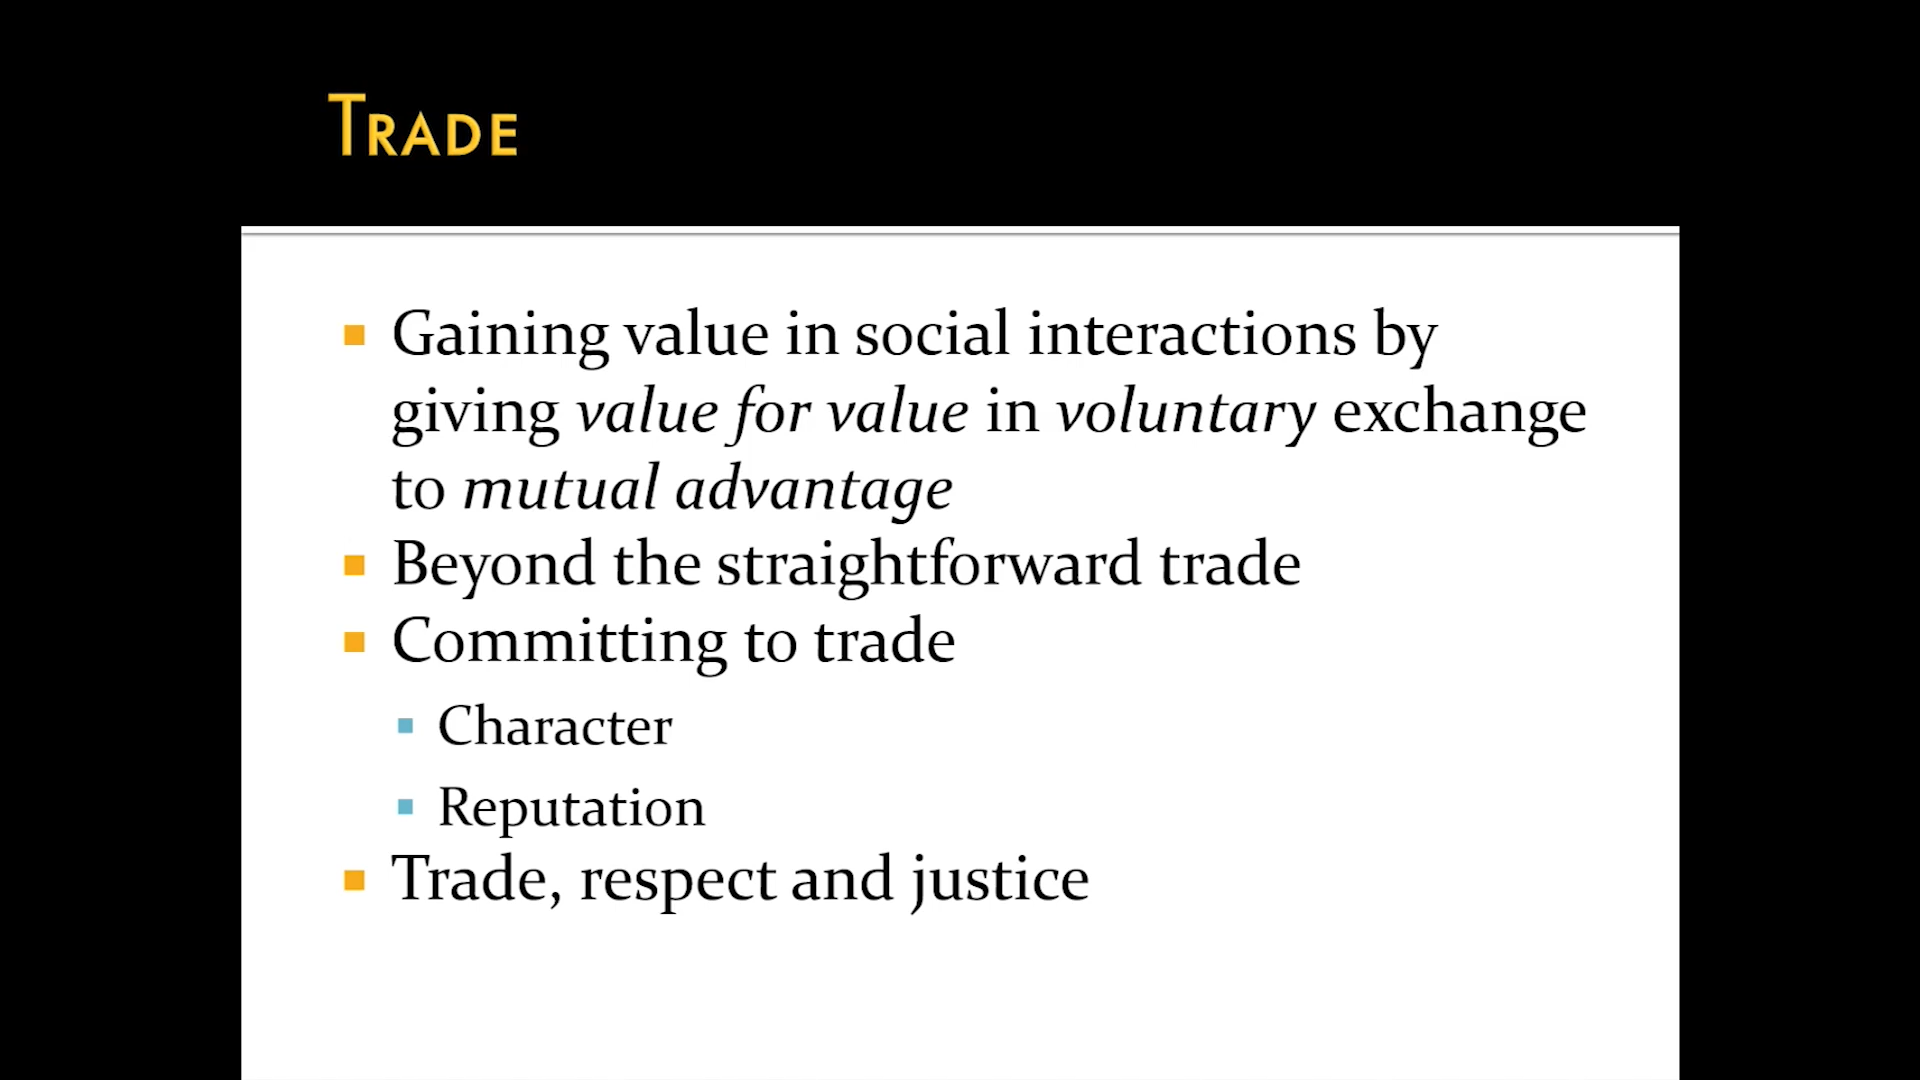 Trade
Gaining value in social interactions by
giving value for value in voluntary exchange
to mutual advantage
Beyond the straightforward trade
Committing to trade
Character
Reputation
Trade, respect and justice